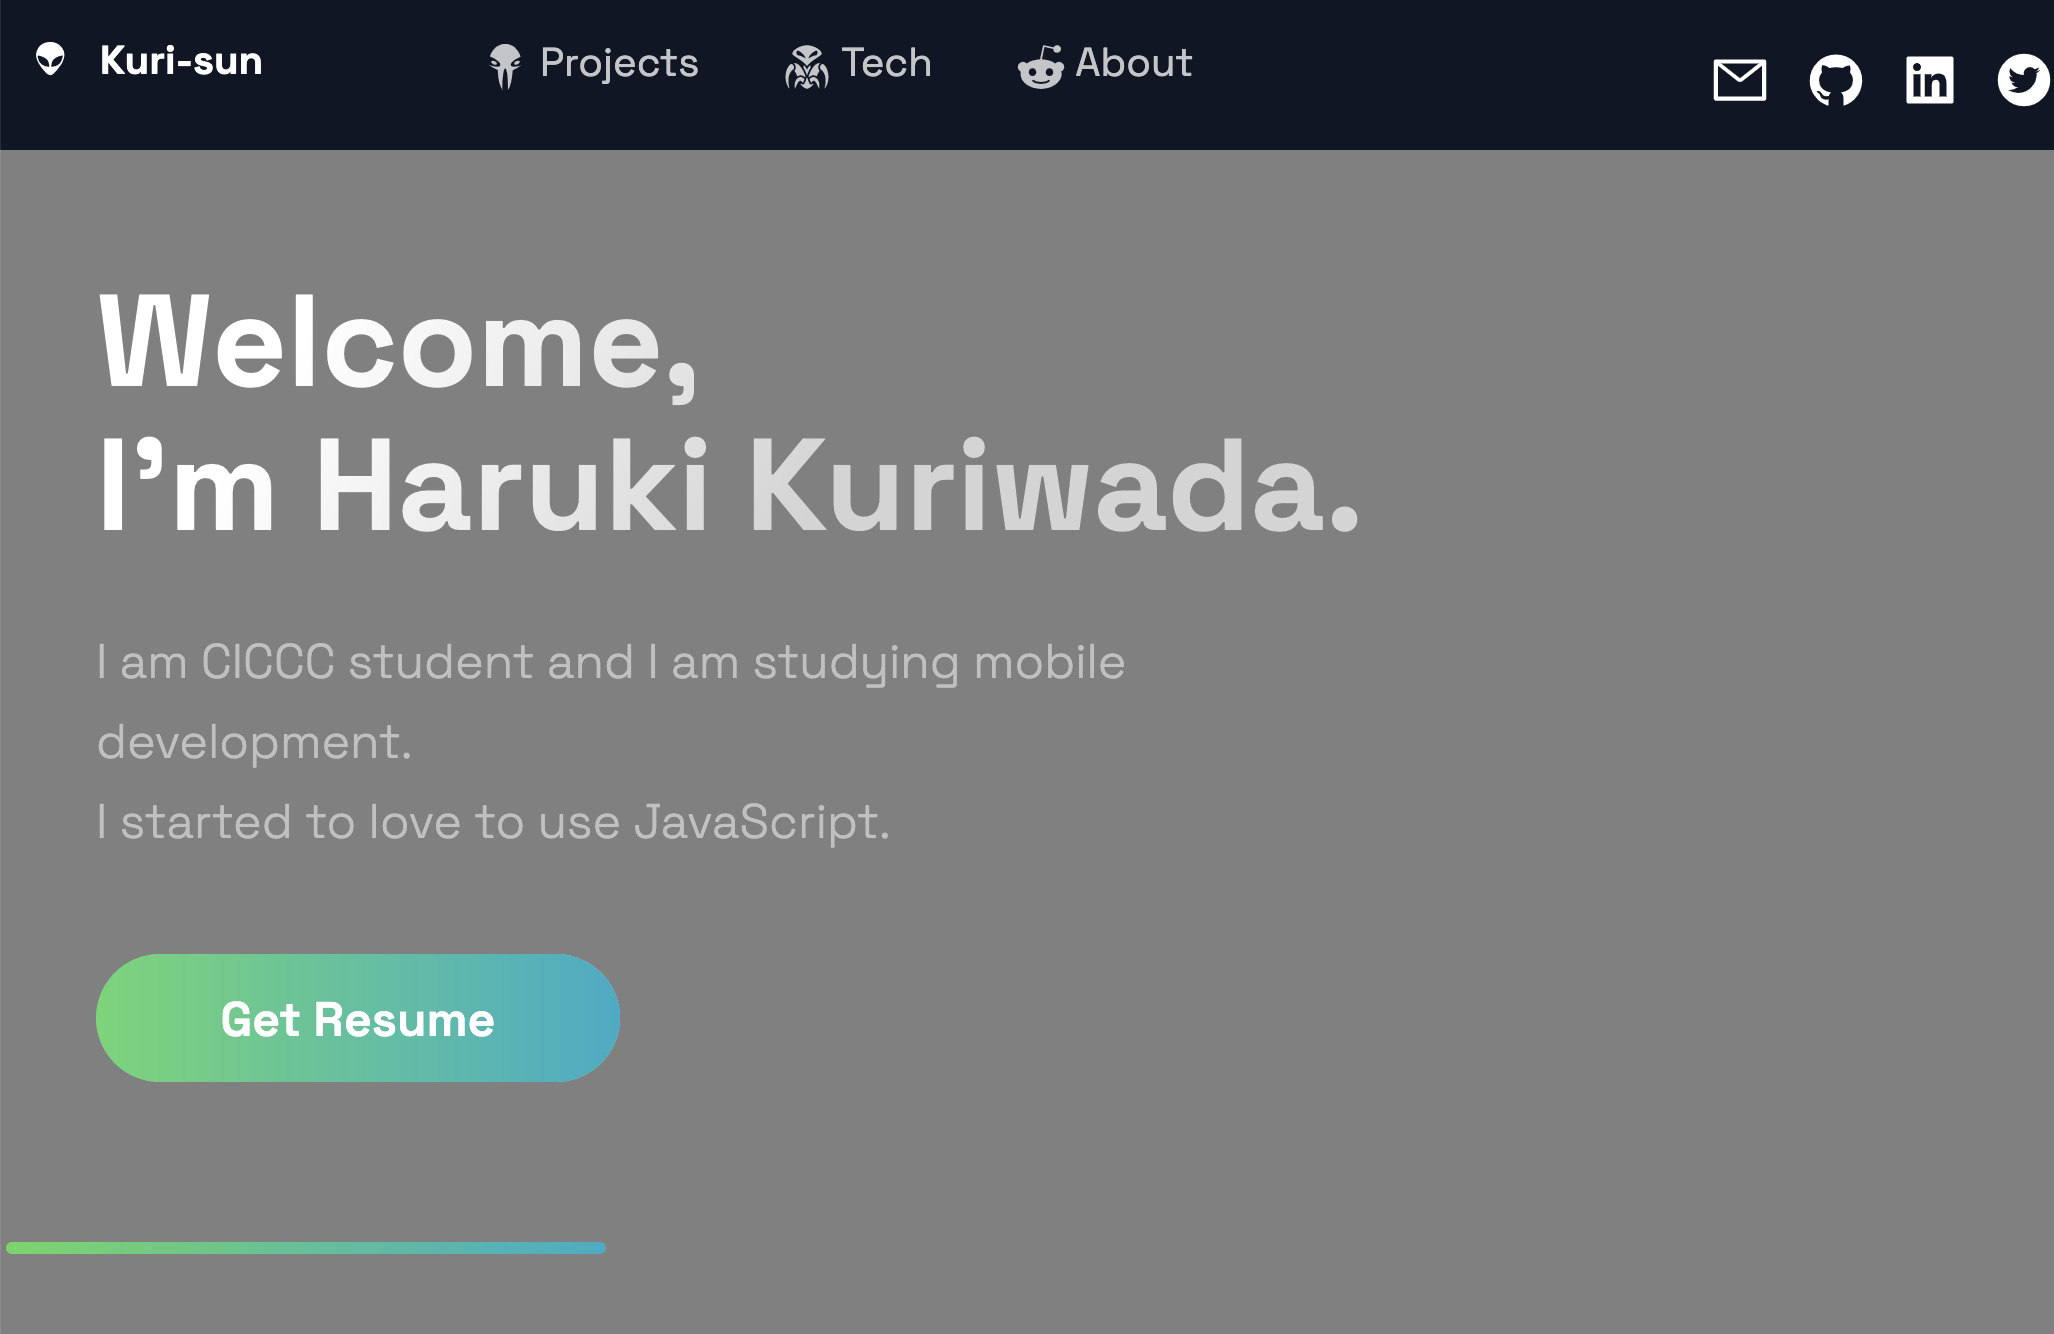 Kuri-sun
Projects
Tech
About
Welcome,
I’m Haruki Kuriwada.
I am CICCC student and I am studying mobile
development.
I started to love to use JavaScript.
Get Resume